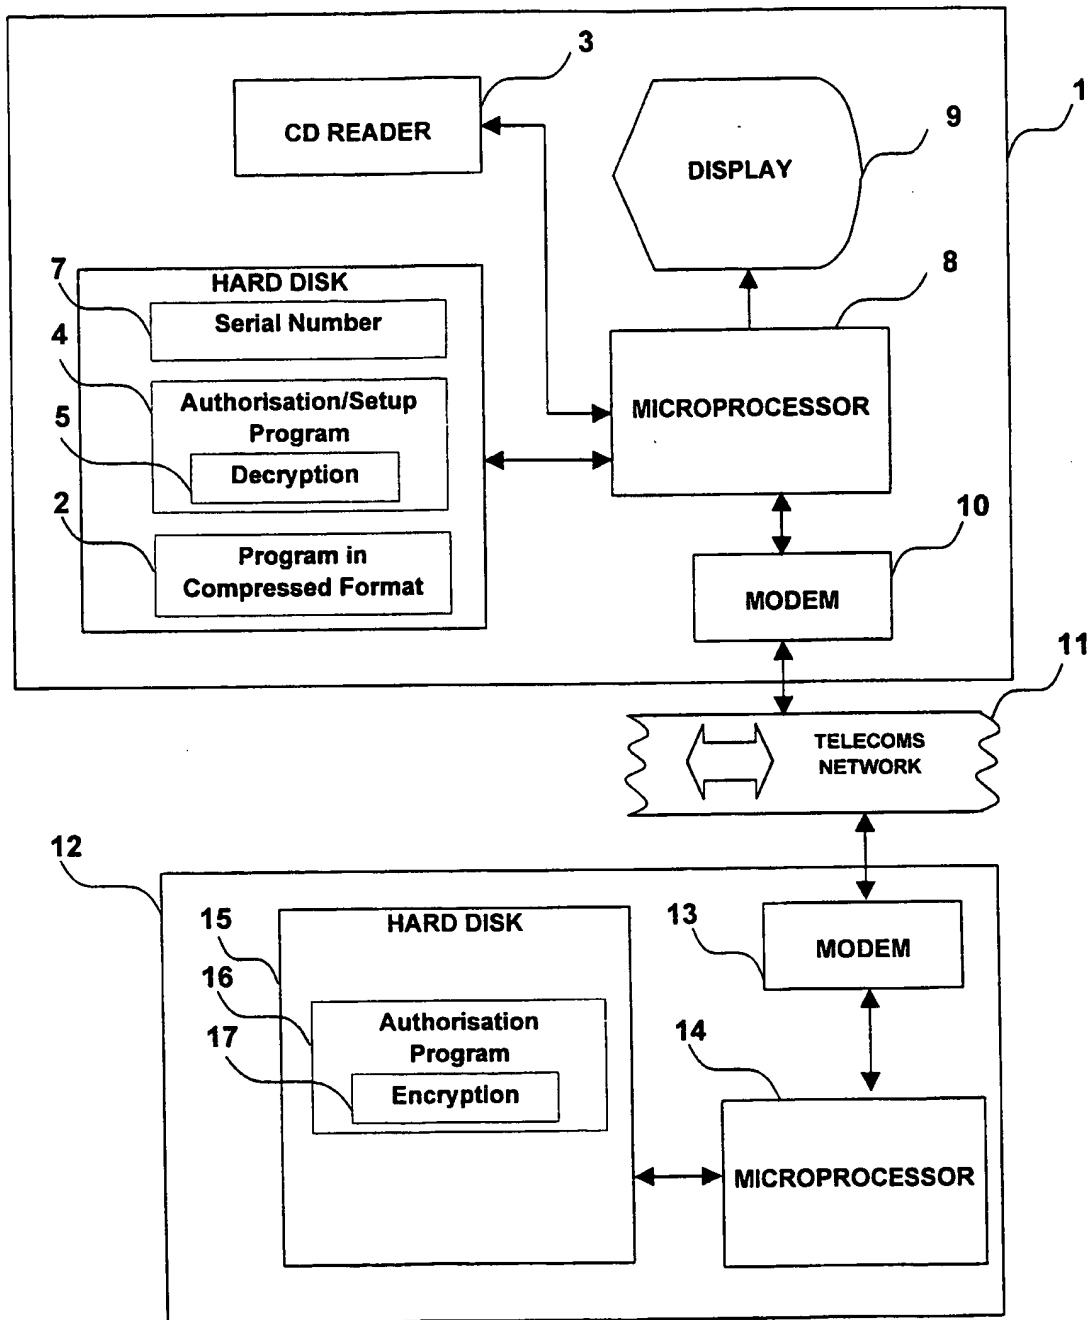 3
1
CD READER
9
DISPLAY
7
HARD DISK
8
Serial Number
4
Authorisation/Setup
Program
MICROPROCESSOR
5
Decryption
2
10
Program in
Compressed Format
MODEM
11
TELECOMS
NETWORK
12
15
HARD DISK
13
MODEM
16
Authorisation
Program
17
14
Encryption
MICROPROCESSOR